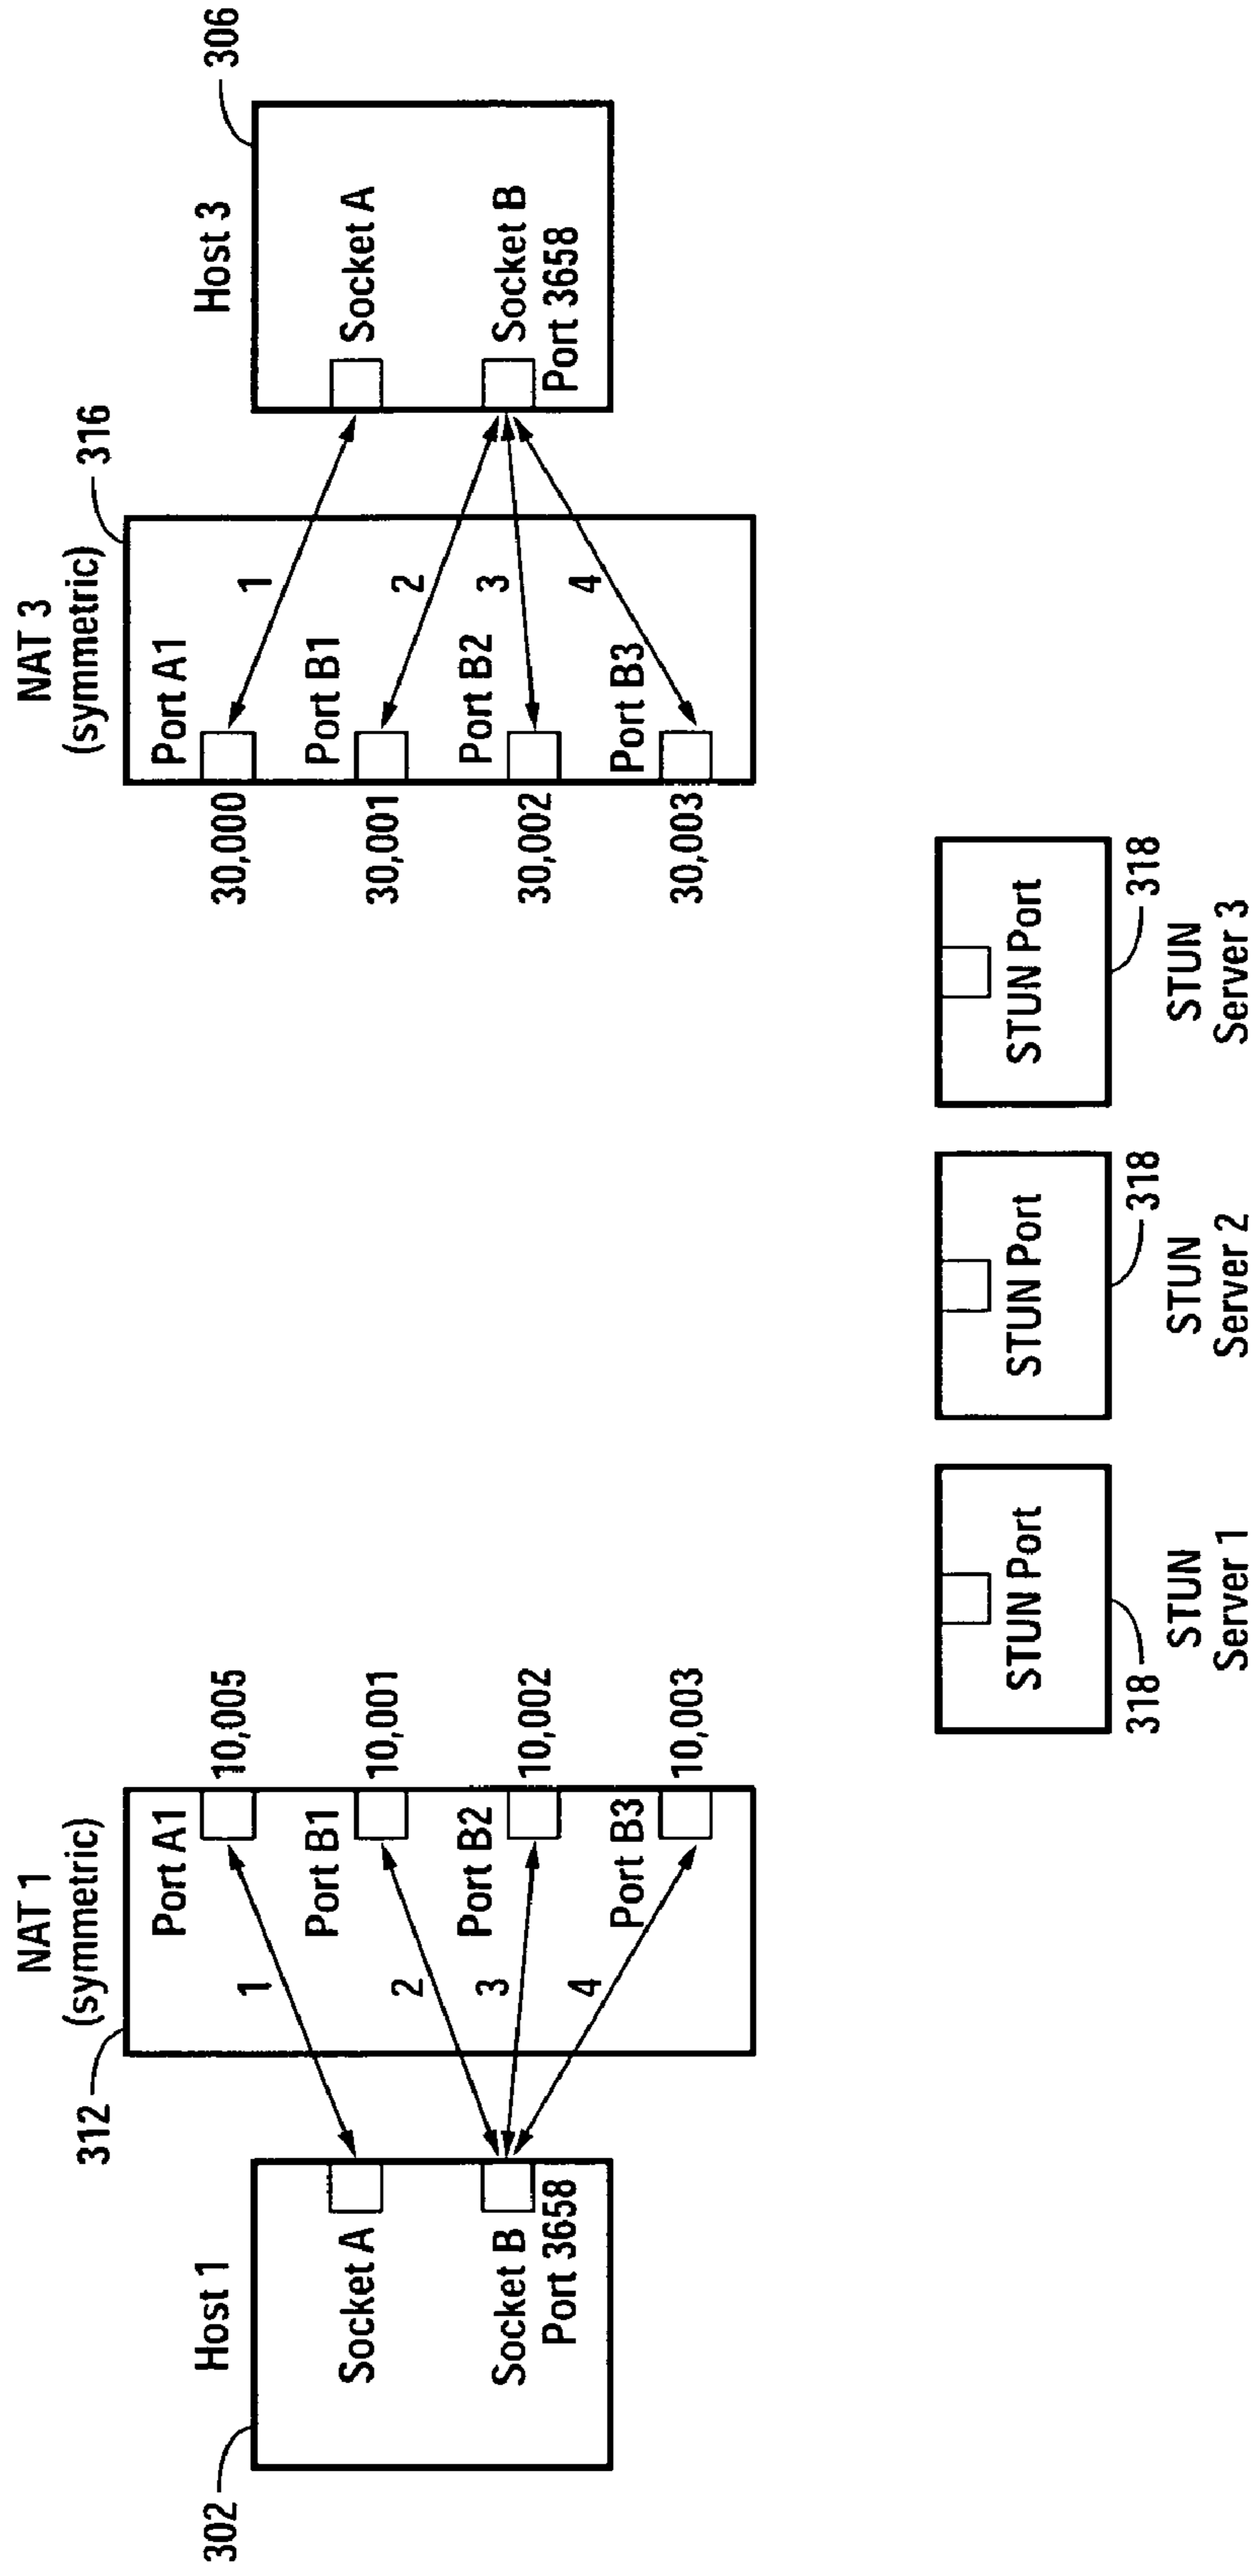 NAT 1
(symmetric)
312
Host 1
302
Socket A
Socket B
Port 3658
1
2
3
4
Port A1
Port B1
Port B2
Port B3
10,005
10,001
10,002
10,003
NAT 3
(symmetric)
316
Port A1
Port B1
Port B2
Port B3
30,000
30,001
30,002
30,003
1
2
3
4
Host 3
306
Socket A
Socket B
Port 3658
STUN Port
318
STUN
Server 1
STUN Port
318
STUN
Server 2
STUN Port
318
STUN
Server 3